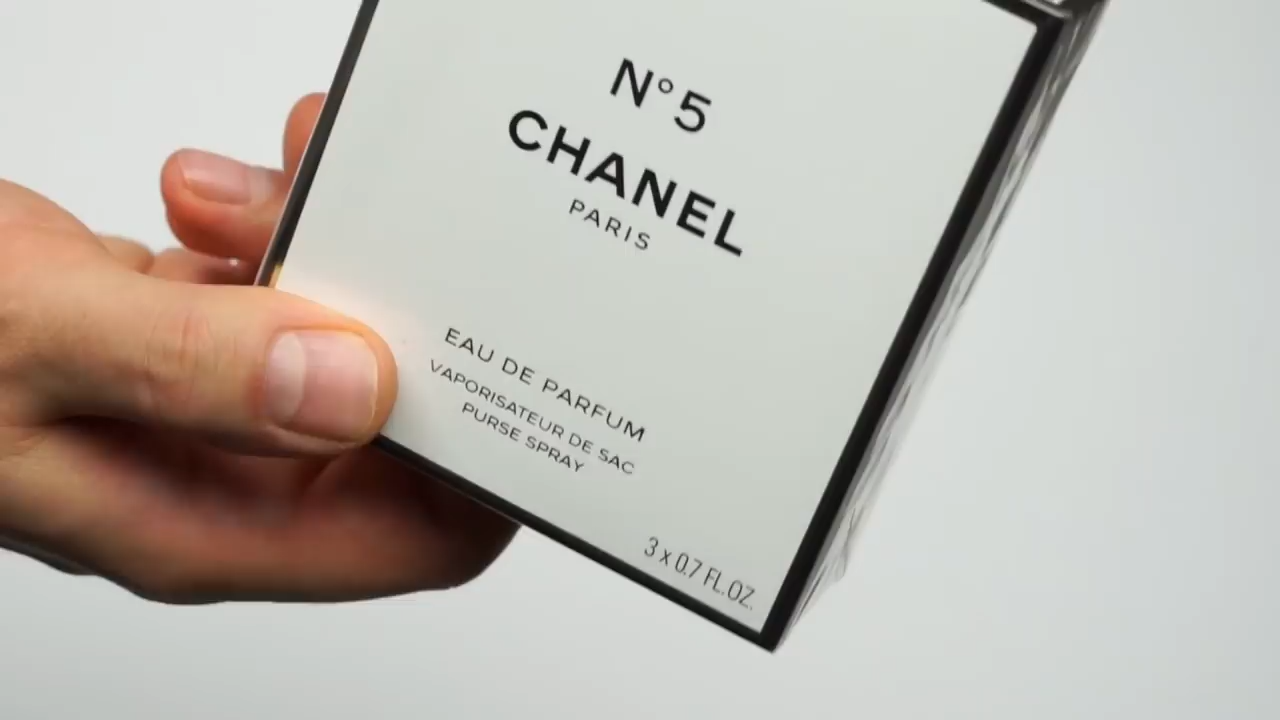 N°5
CHANEL
PARIS
EAU DE PARFUM
VAPORISATEUR DE SAC
PURSE SPRAY
3 x 0.7 FL.OZ.